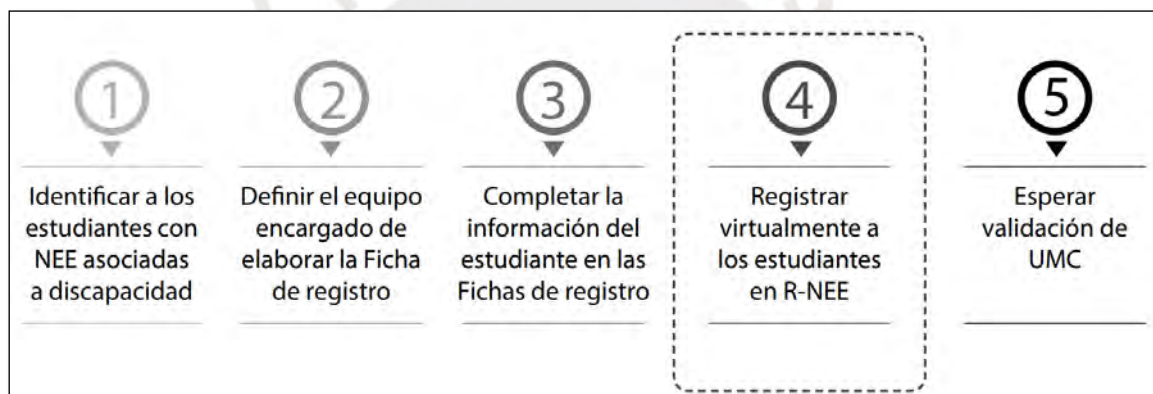 1
Identificar a los
estudiantes con
NEE asociadas
a discapacidad
2
Definir el equipo
encargado de
elaborar la Ficha
de registro
3
Completar la
información del
estudiante en las
Fichas de registro
4
Registrar
virtualmente a
los estudiantes
en R-NEE
5
Esperar
validación de
UMC